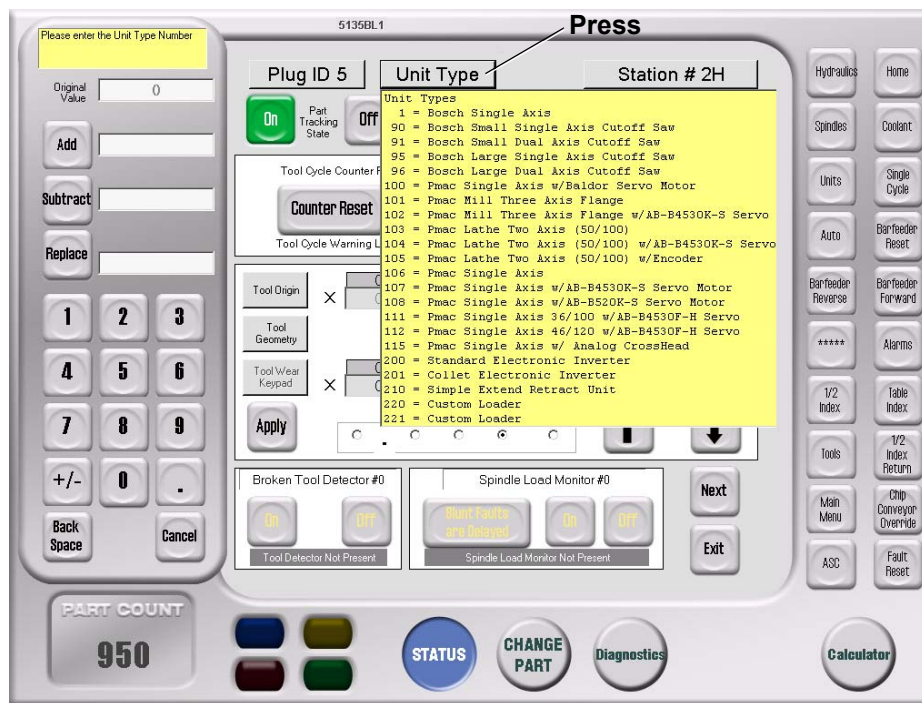 5135BL1
Press
Please enter the Unit Type Number
Original Value
0
Add
Subtract
Replace
1 2 3
4 5 6
7 8 9
+/- 0 .
Back Space
Cancel
PART COUNT
950
Plug ID 5
Unit Type
Station # 2H
On
Part Tracking State
Off
Tool Cycle Counter
Counter Reset
Tool Cycle Warning
Unit Types
1 = Bosch Single Axis
90 = Bosch Small Single Axis Cutoff Saw
91 = Bosch Small Dual Axis Cutoff Saw
95 = Bosch Large Single Axis Cutoff Saw
96 = Bosch Large Dual Axis Cutoff Saw
100 = Pmac Single Axis w/Baldor Servo Motor
101 = Pmac Mill Three Axis Flange
102 = Pmac Mill Three Axis Flange w/AB-B4530K-S Servo
103 = Pmac Lathe Two Axis (50/100)
104 = Pmac Lathe Two Axis (50/100) w/AB-B4530K-S Servo
105 = Pmac Lathe Two Axis (50/100) w/Encoder
106 = Pmac Single Axis
107 = Pmac Single Axis w/AB-B4530K-S Servo Motor
108 = Pmac Single Axis w/AB-B520K-S Servo Motor
111 = Pmac Single Axis 36/100 w/AB-B4530F-H Servo
112 = Pmac Single Axis 46/120 w/AB-B4530F-H Servo
115 = Pmac Single Axis w/ Analog CrossHead
200 = Standard Electronic Inverter
201 = Collet Electronic Inverter
210 = Simple Extend Retract Unit
220 = Custom Loader
221 = Custom Loader
Tool Origin
X
Tool Geometry
Tool Wear Keypad
X
Apply
Broken Tool Detector #0
On
Off
Tool Detector Not Present
Spindle Load Monitor #0
Blunt Faults are Delayed
On
Off
Spindle Load Monitor Not Present
Next
Exit
STATUS
CHANGE PART
Diagnostics
Calculator
Hydraulics
Home
Spindles
Coolant
Units
Single Cycle
Auto
Barfeeder Reset
Barfeeder Reverse
Barfeeder Forward
*****
Alarms
1/2 Index
Table Index
Tools
1/2 Index Return
Main Menu
Chip Conveyor Override
ASC
Fault Reset